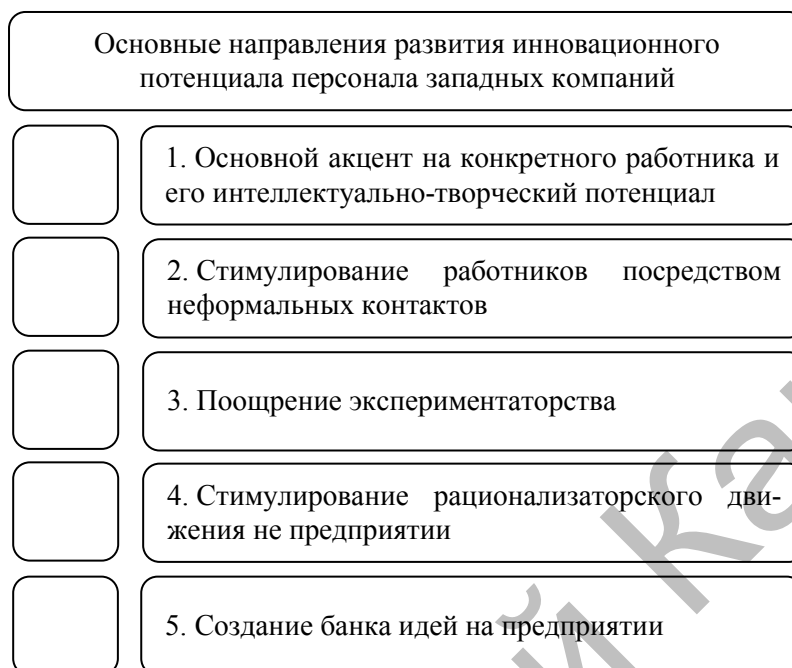 Основные направления развития инновационного
потенциала персонала западных компаний
1. Основной акцент на конкретного работника и
его интеллектуально-творческий потенциал
2. Стимулирование работников посредством
неформальных контактов
3. Поощрение экспериментаторства
4. Стимулирование рационализаторского дви-
жения не предприятии
5. Создание банка идей на предприятии